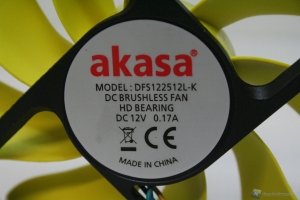 akasa
MODEL: DFS122512L-K
DC BRUSHLESS FAN
HD BEARING
DC 12V 0.17A
CE
MADE IN CHINA